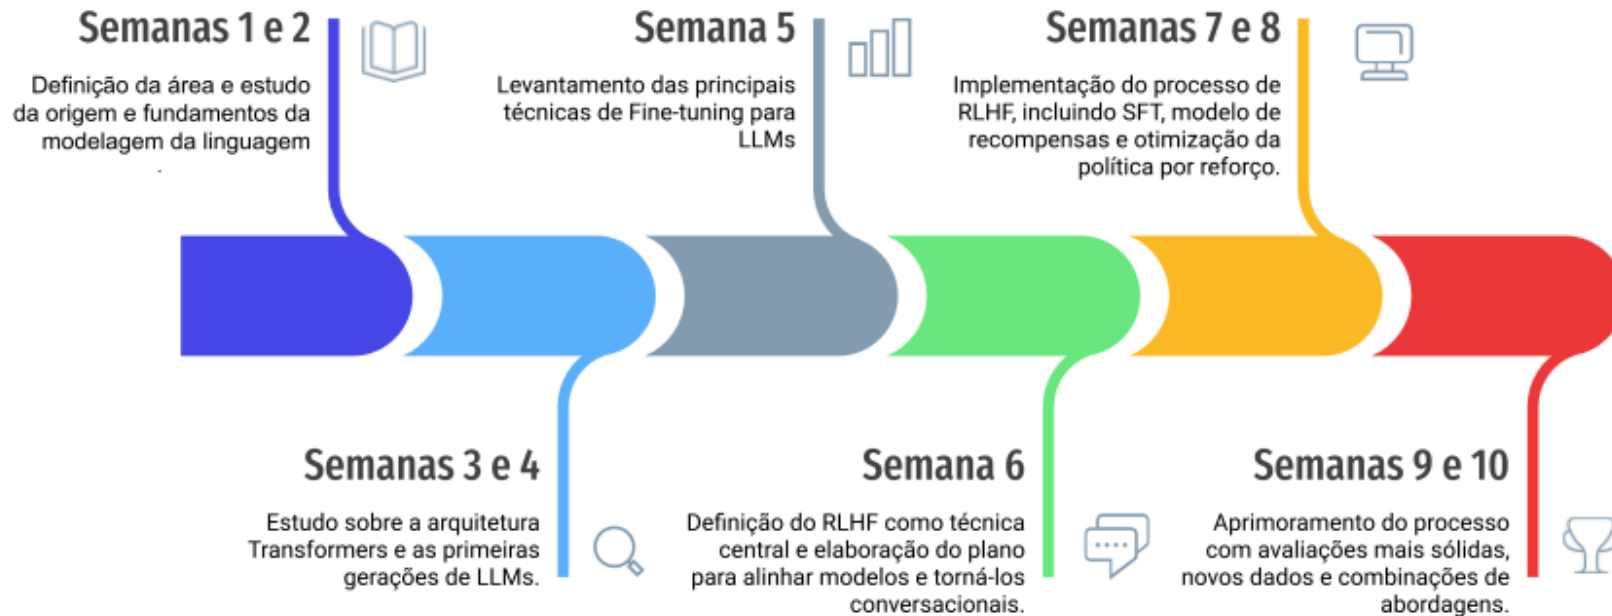 Semanas 1 e 2
Definição da área e estudo
da origem e fundamentos da
modelagem da linguagem
.
Semanas 3 e 4
Estudo sobre a arquitetura
Transformers e as primeiras
gerações de LLMs.
Semana 5
Levantamento das principais
técnicas de Fine-tuning para
LLMs
Semana 6
Definição do RLHF como técnica
central e elaboração do plano
para alinhar modelos e torná-los
conversacionais.
Semanas 7 e 8
Implementação do processo de
RLHF, incluindo SFT, modelo de
recompensas e otimização da
política por reforço.
Semanas 9 e 10
Aprimoramento do processo
com avaliações mais sólidas,
novos dados e combinações de
abordagens.